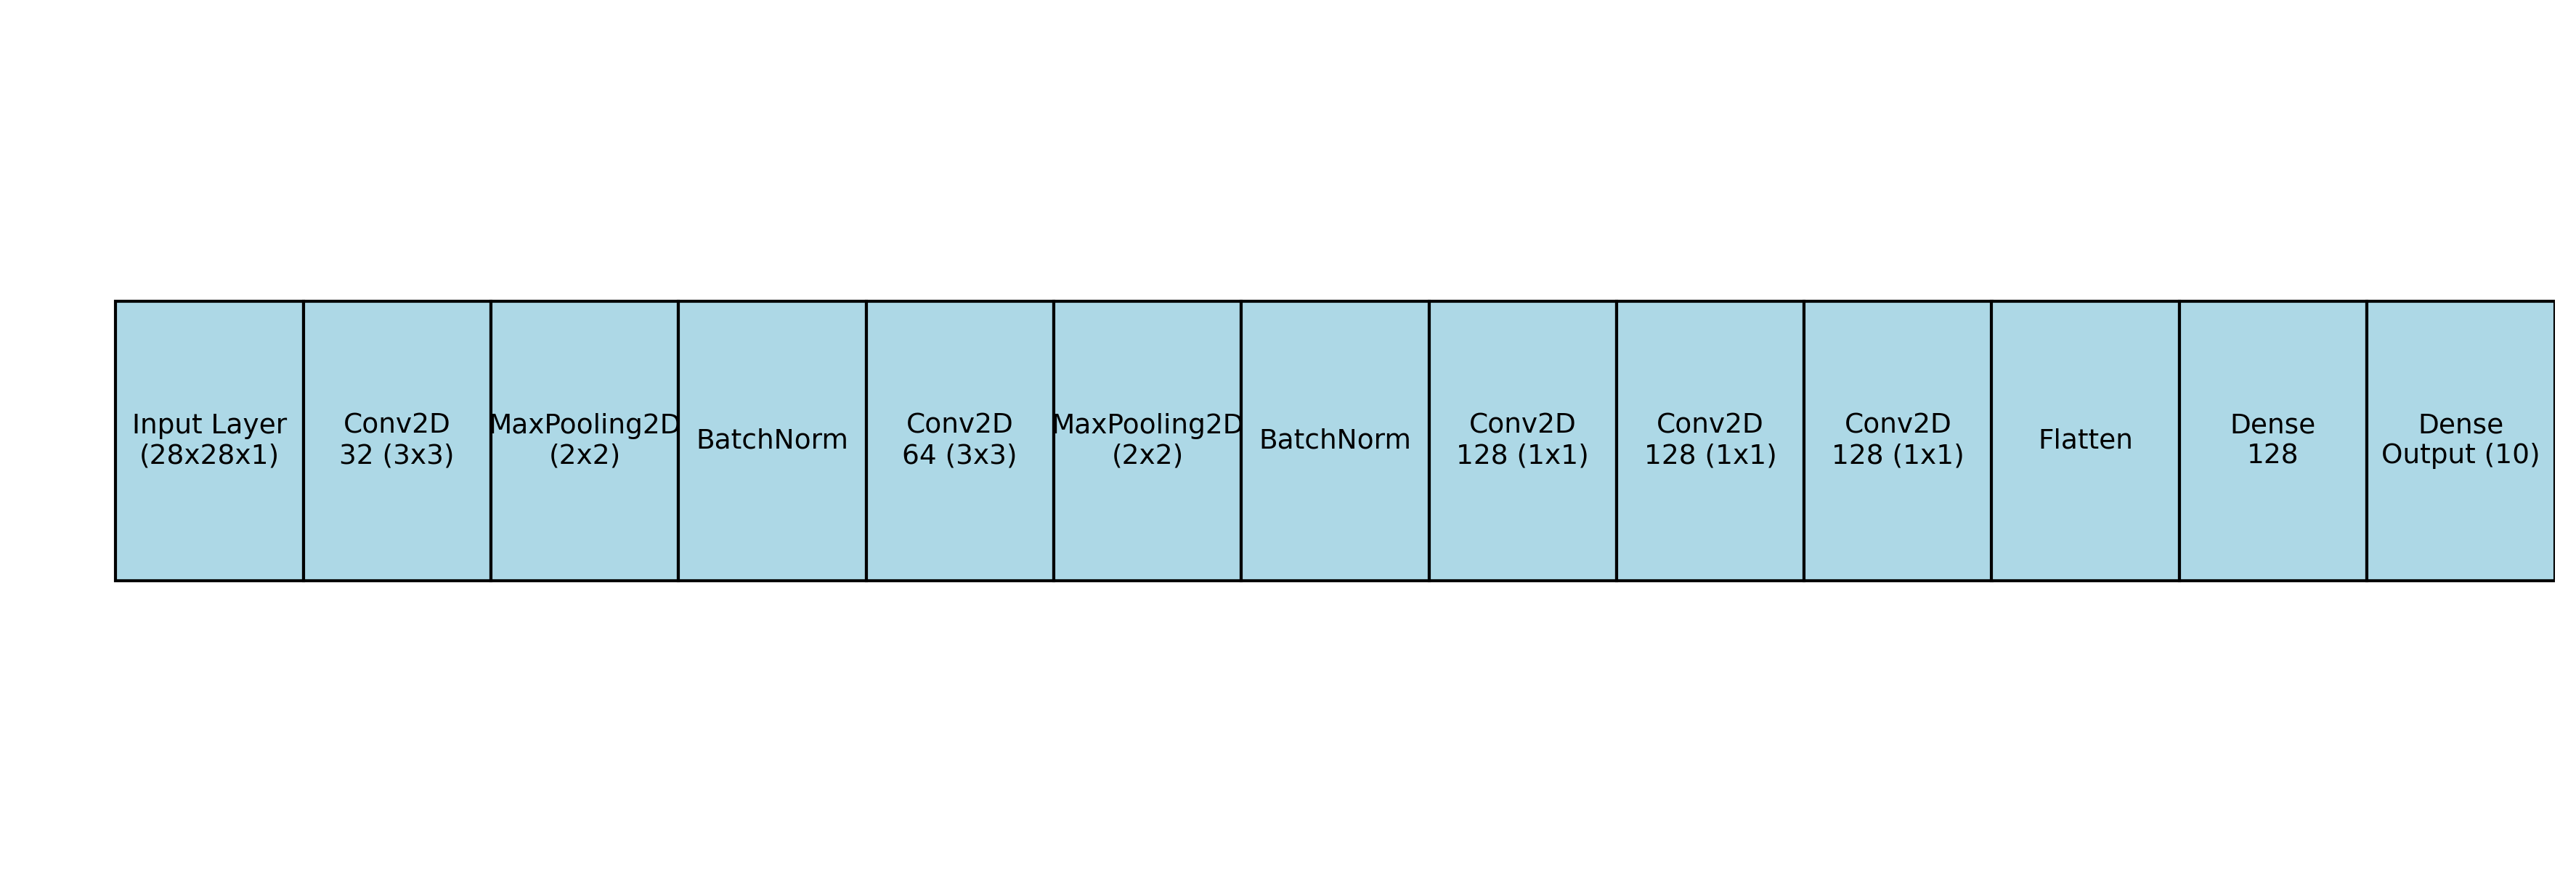 Input Layer
(28x28x1)
Conv2D
32 (3x3)
MaxPooling2D
(2x2)
BatchNorm
Conv2D
64 (3x3)
MaxPooling2D
(2x2)
BatchNorm
Conv2D
128 (1x1)
Conv2D
128 (1x1)
Conv2D
128 (1x1)
Flatten
Dense
128
Dense
Output (10)